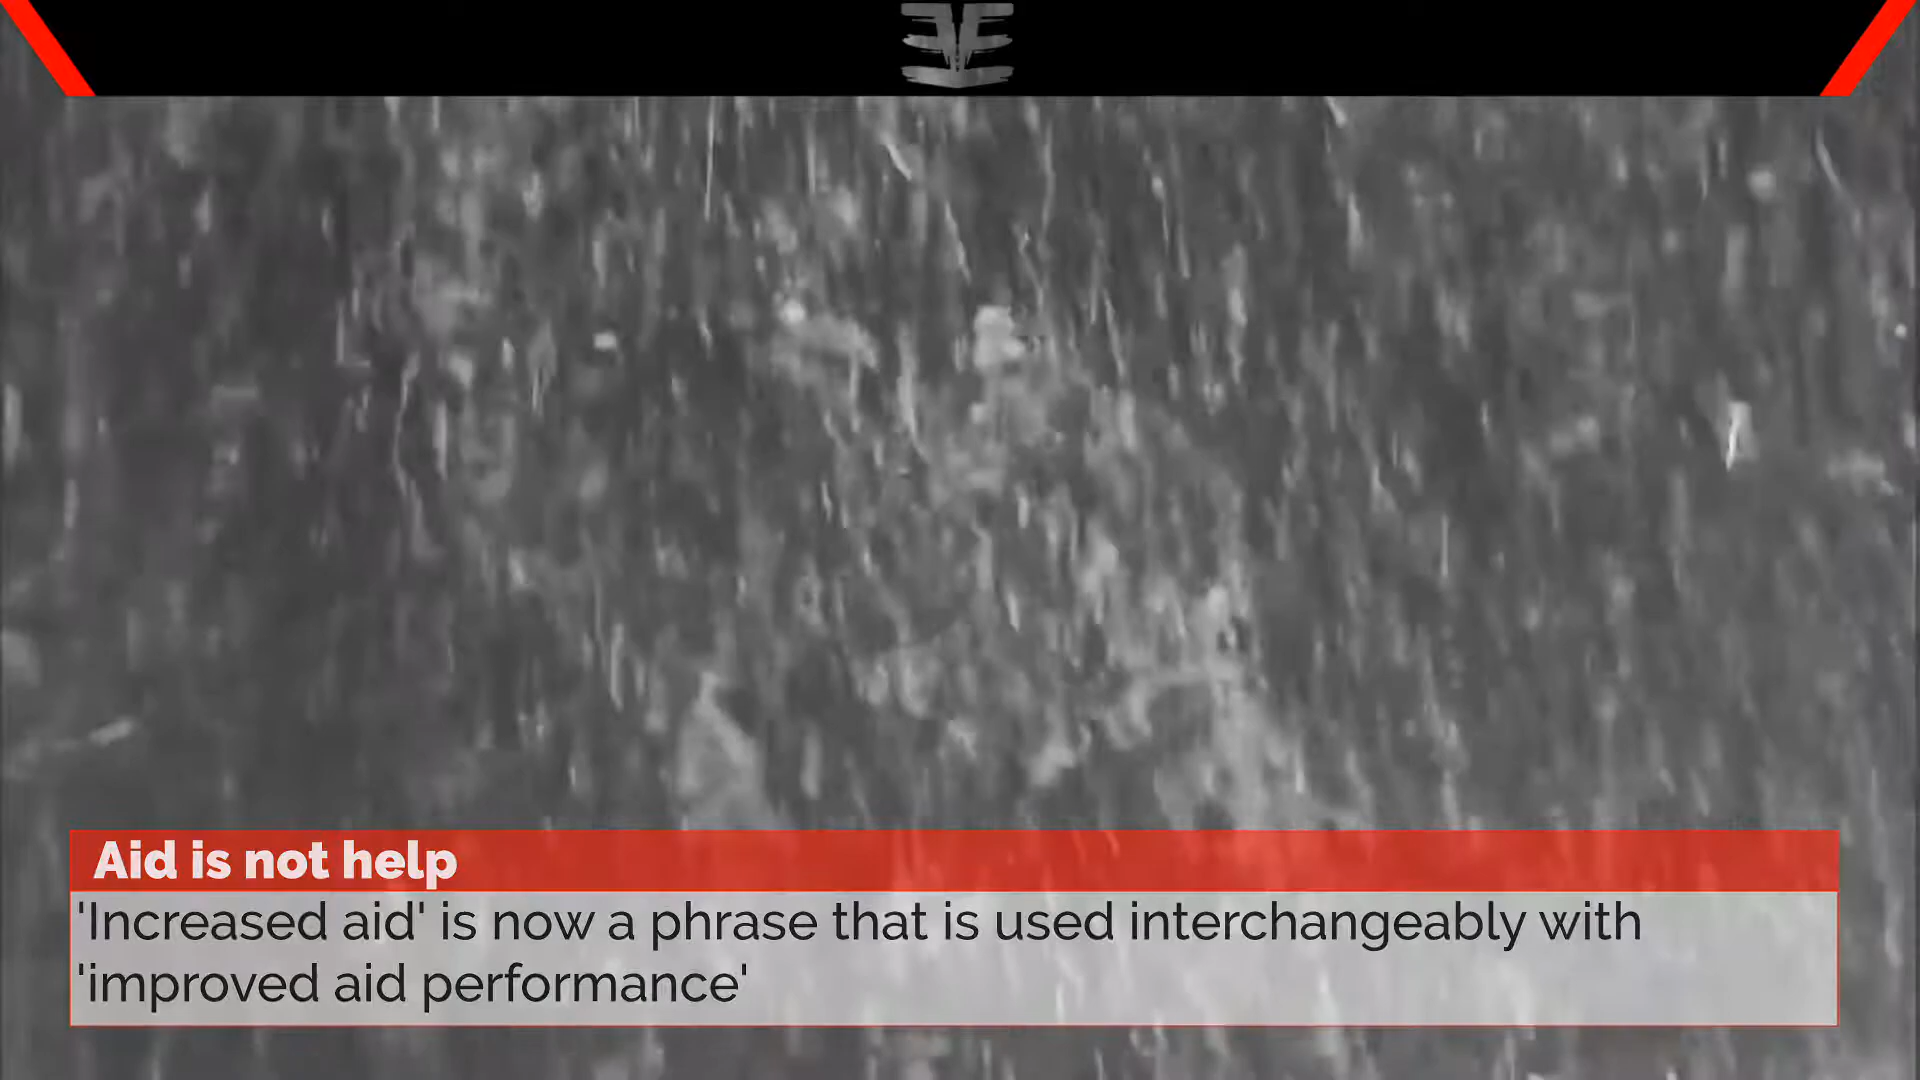 Aid is not help
'Increased aid' is now a phrase that is used interchangeably with
'improved aid performance'